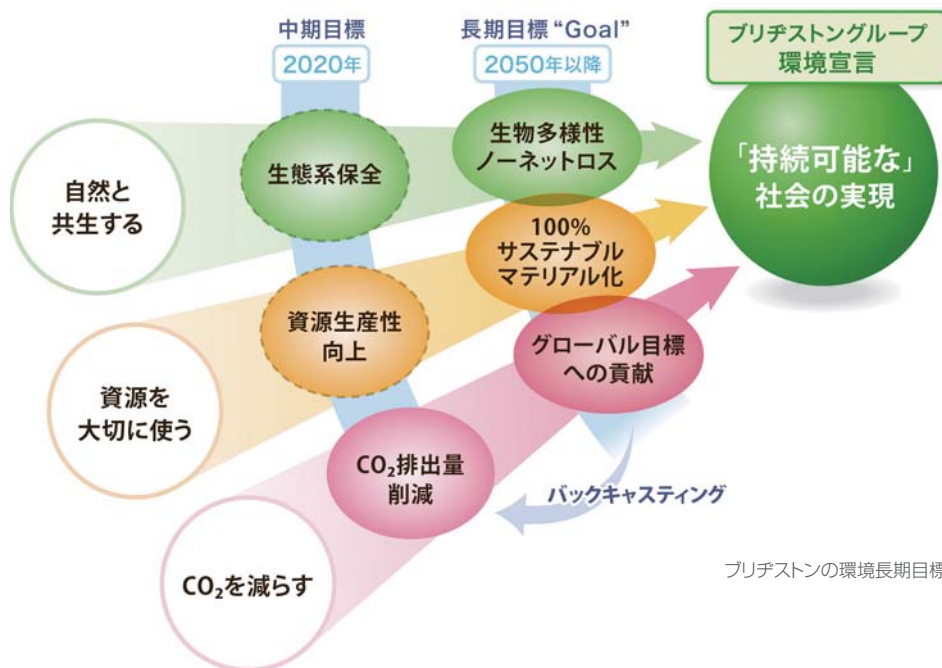 中期目標
2020年
長期目標“Goal”
2050年以降
ブリヂストングループ
環境宣言
自然と
共生する
生態系保全
生物多様性
ノーネットロス
「持続可能な」
社会の実現
資源を
大切に使う
資源生産性
向上
100%
サステナブル
マテリアル化
CO₂を減らす
CO₂排出量
削減
グローバル目標
への貢献
バックキャスティング
ブリヂストンの環境長期目標